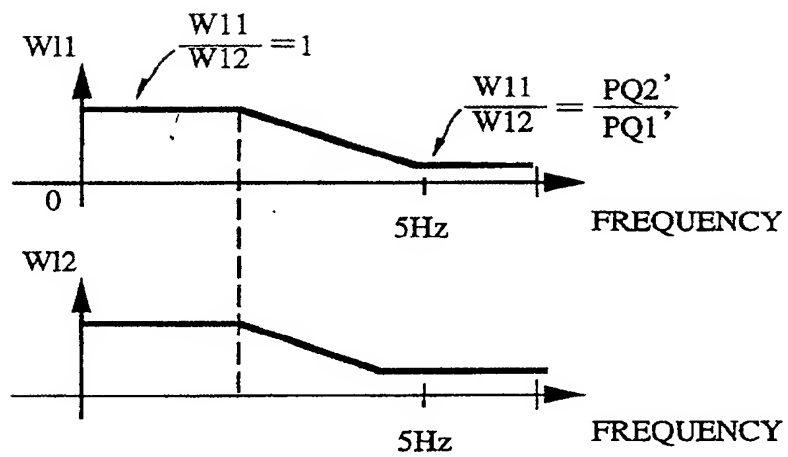 W11
W11/W12 = 1
W11/W12 = PQ2'/PQ1'
0
5Hz
FREQUENCY
W12
5Hz
FREQUENCY